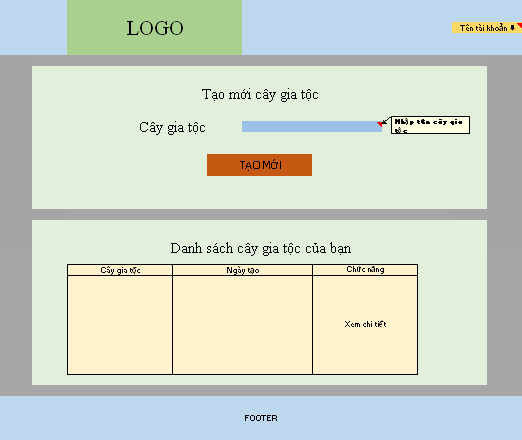 LOGO
Tên tài khoản
Tạo mới cây gia tộc
Cây gia tộc
Nhập tên cây gia
tộc
TẠO MỚI
Danh sách cây gia tộc của bạn
Cây gia tộc
Ngày tạo
Chức năng
Xem chi tiết
FOOTER